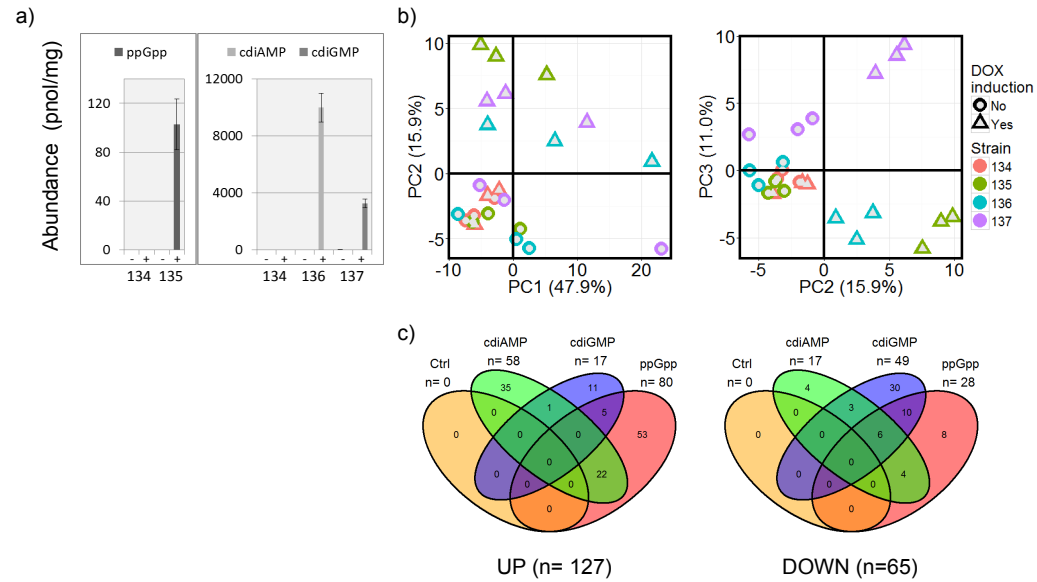 a)
ppGpp
cdiAMP
cdiGMP
Abundance (pnol/mg)
120
80
40
0
12000
8000
4000
0
- + - +
134 135
- + - + - +
134 136 137
b)
10
5
0
-5
-10 0 10 20
PC1 (47.9%)
PC2 (15.9%)
10
5
0
-5
-5 0 5 10
PC2 (15.9%)
PC3 (11.0%)
DOX
induction
No
Yes
Strain
134
135
136
137
c)
Ctrl
n= 0
cdiAMP
n= 58
cdiGMP
n= 17
ppGpp
n= 80
35 11
0 1 5
0 0 0 53
0
0 22
0 0
0
UP (n= 127)
Ctrl
n= 0
cdiAMP
n= 17
cdiGMP
n= 49
ppGpp
n= 28
4 30
0 3 10
0 0 6 8
0
0 4
0 0
0
DOWN (n=65)